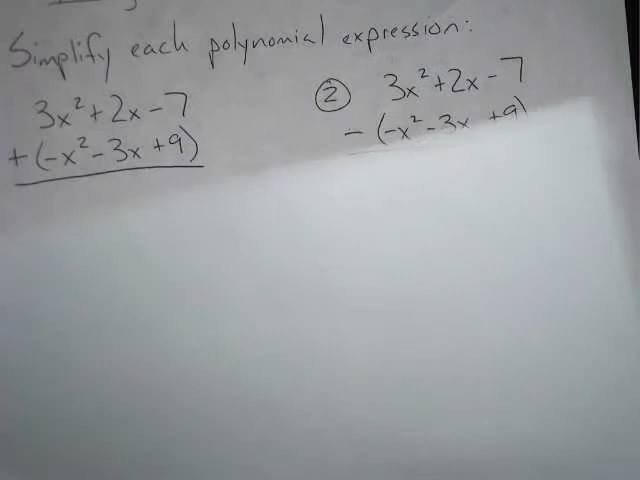 Simplify each polynomial expression:
3x² + 2x - 7
+ (-x² - 3x + 9)
② 3x² + 2x - 7
- (-x² - 3x + 9)